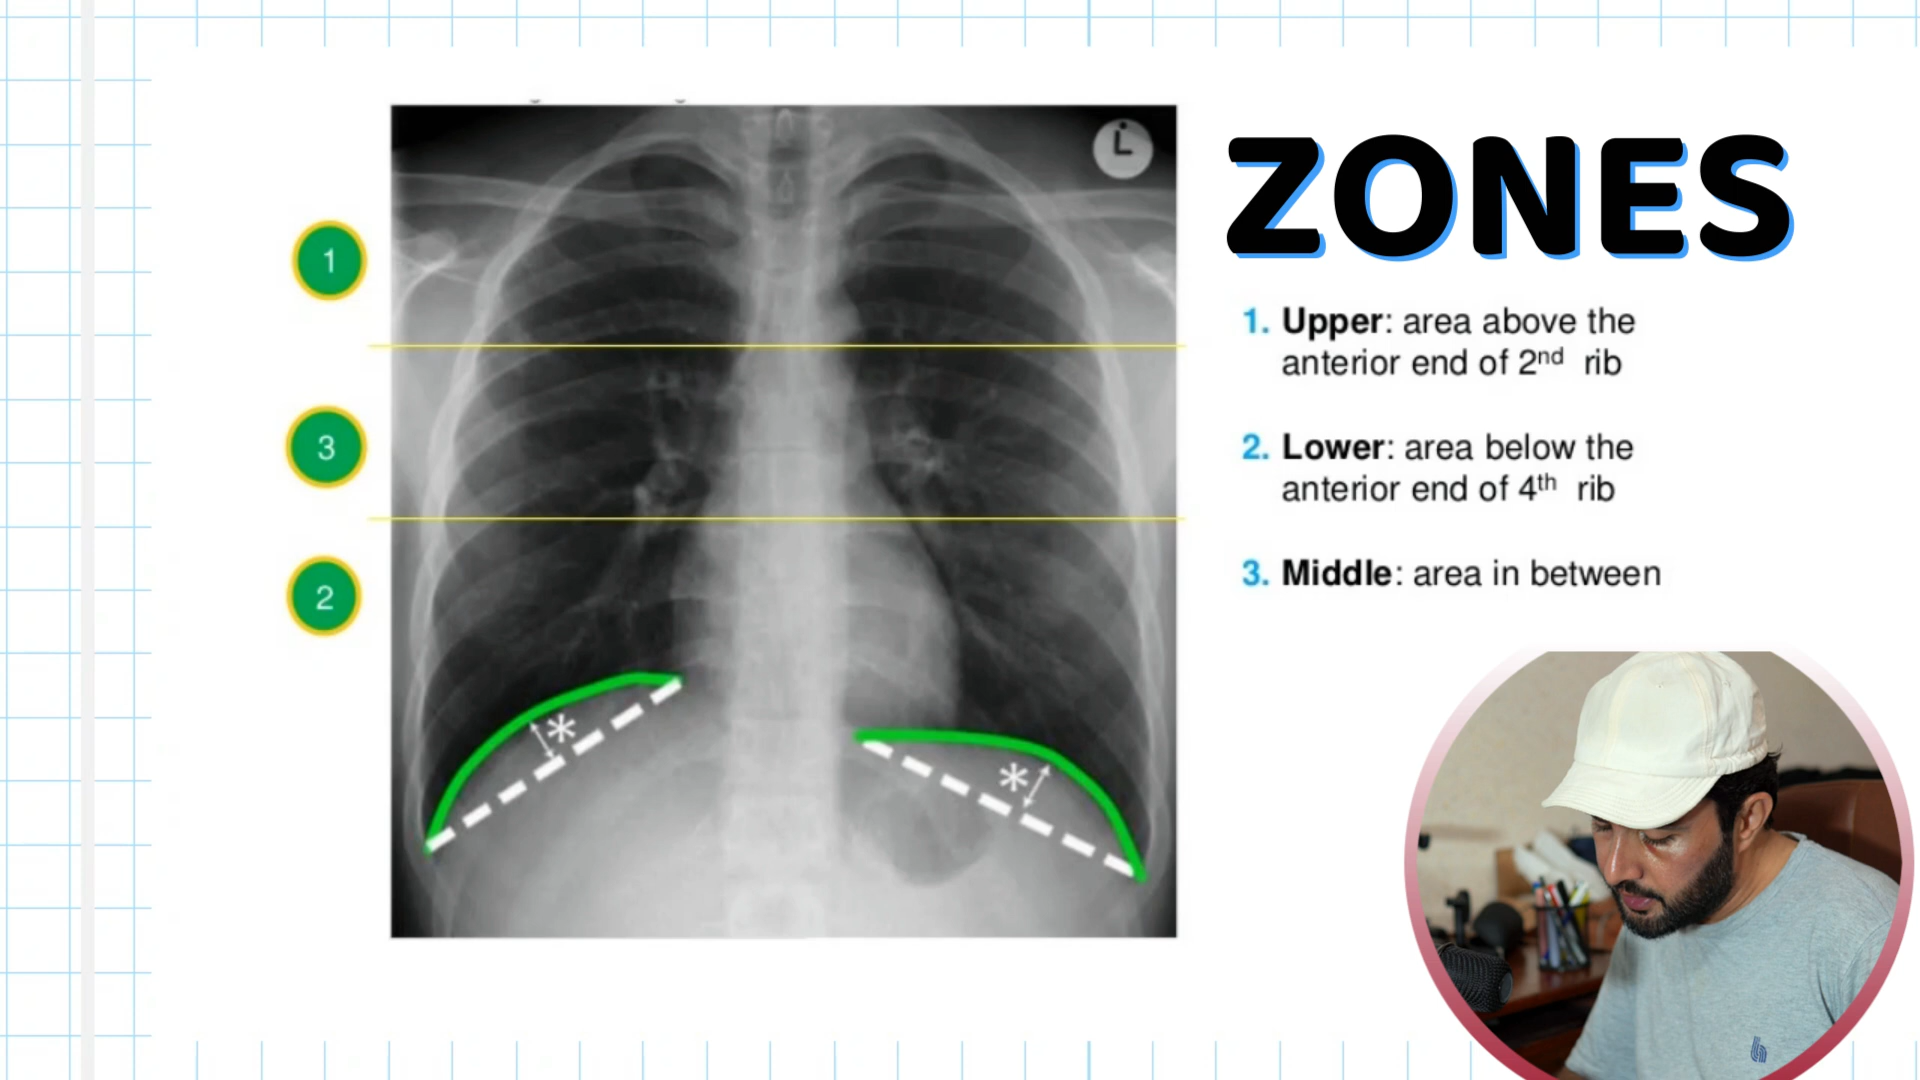 ZONES
L
1
3
2
1. Upper: area above the
anterior end of 2nd rib
2. Lower: area below the
anterior end of 4th rib
3. Middle: area in between
*
*